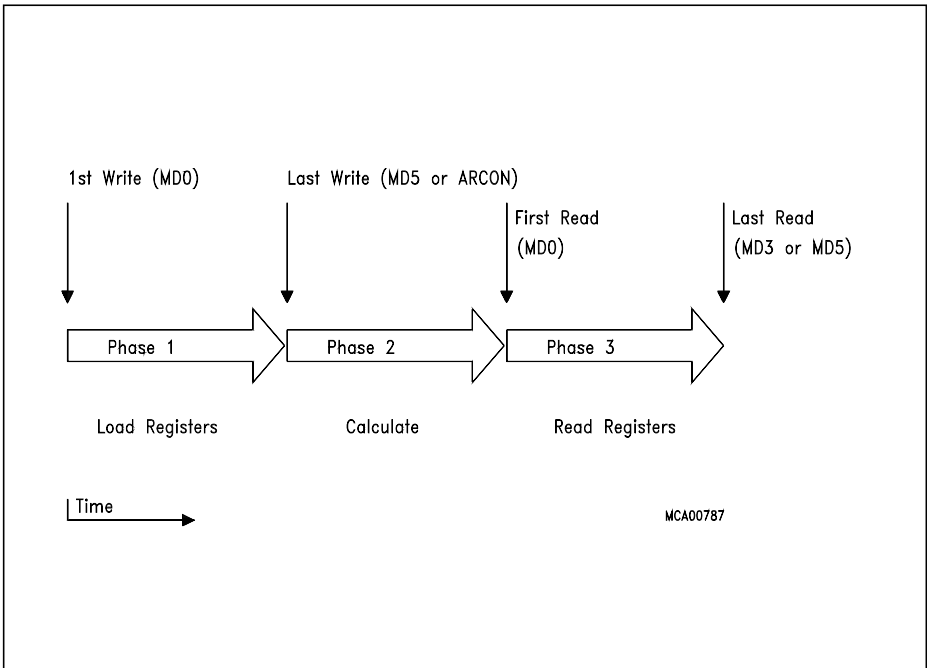 1st Write (MD0)
Last Write (MD5 or ARCON)
First Read
(MD0)
Last Read
(MD3 or MD5)
Phase 1
Phase 2
Phase 3
Load Registers
Calculate
Read Registers
Time
MCA00787